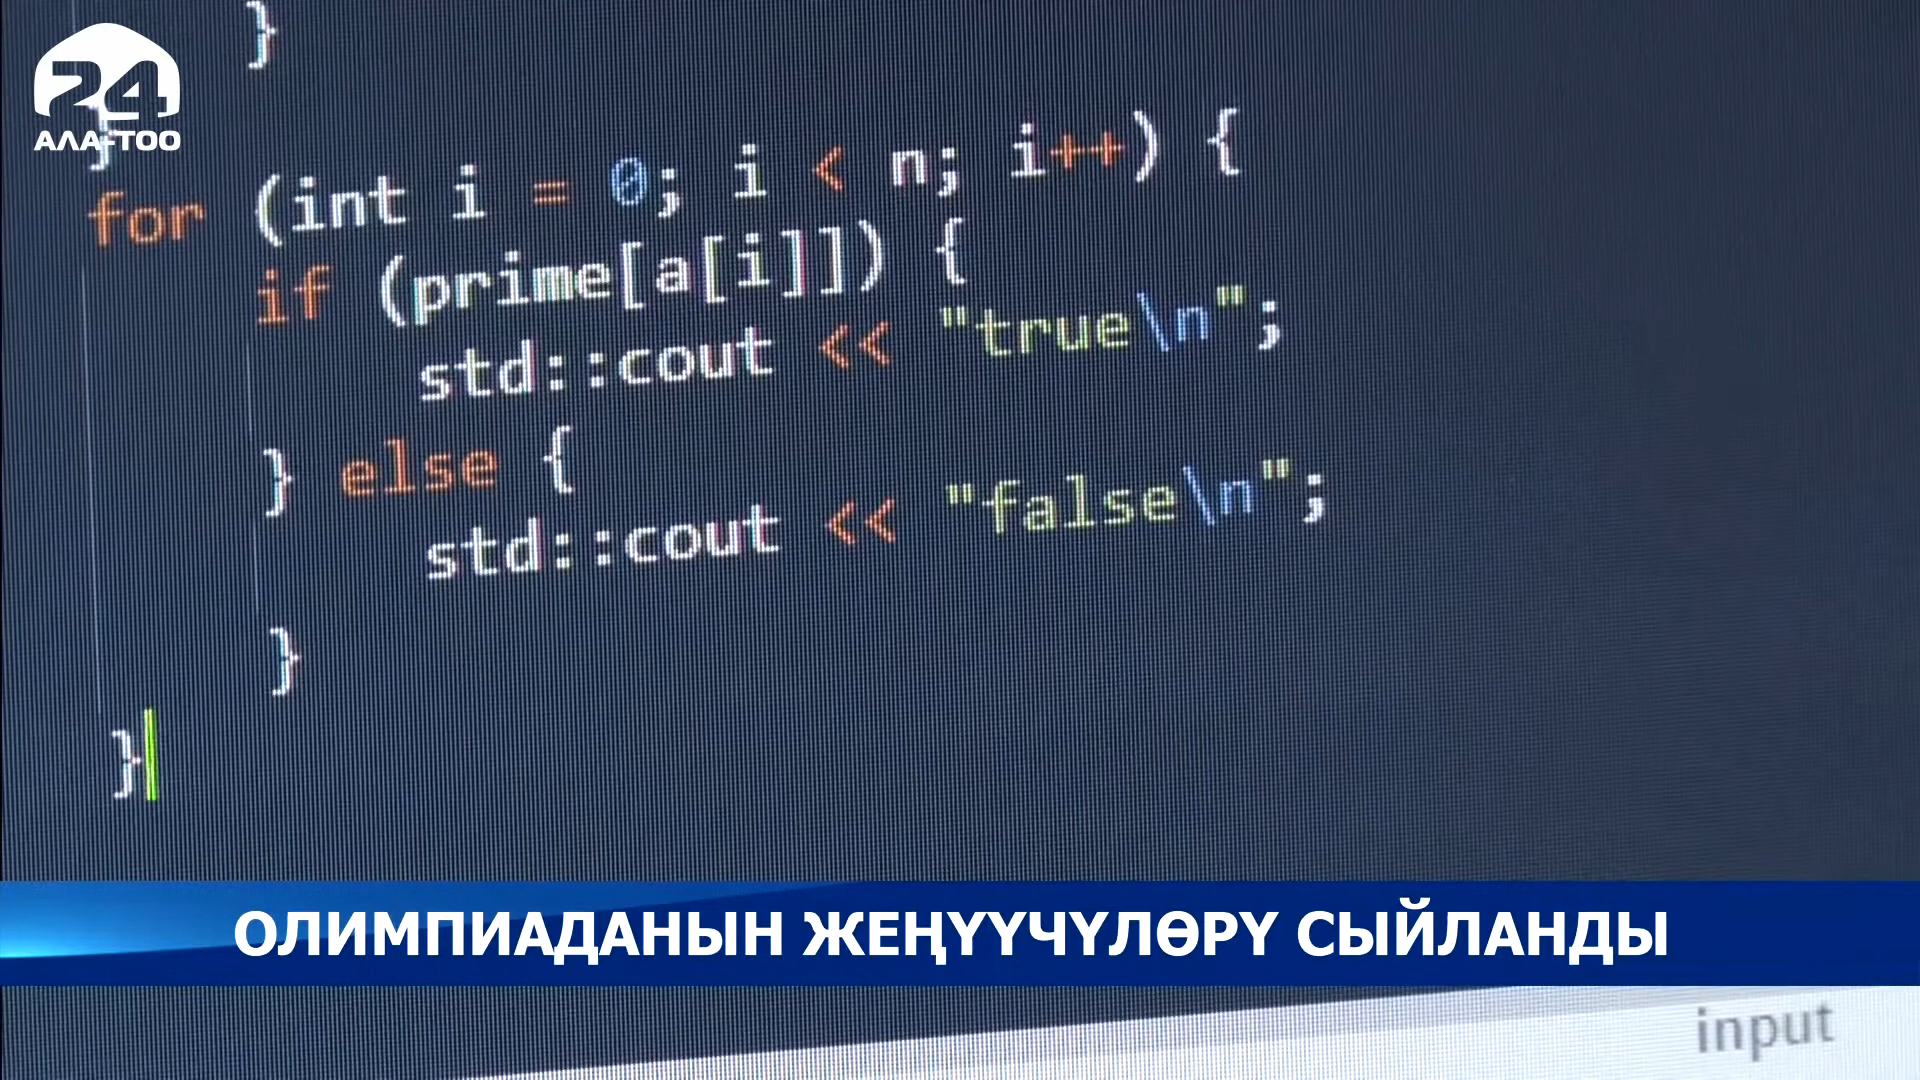 24
АЛА-ТОО
}
}
for (int i = 0; i < n; i++) {
if (prime[a[i]]) {
std::cout << "true\n";
} else {
std::cout << "false\n";
}
}
ОЛИМПИАДАНЫН ЖЕҢҮҮЧҮЛӨРҮ СЫЙЛАНДЫ
input